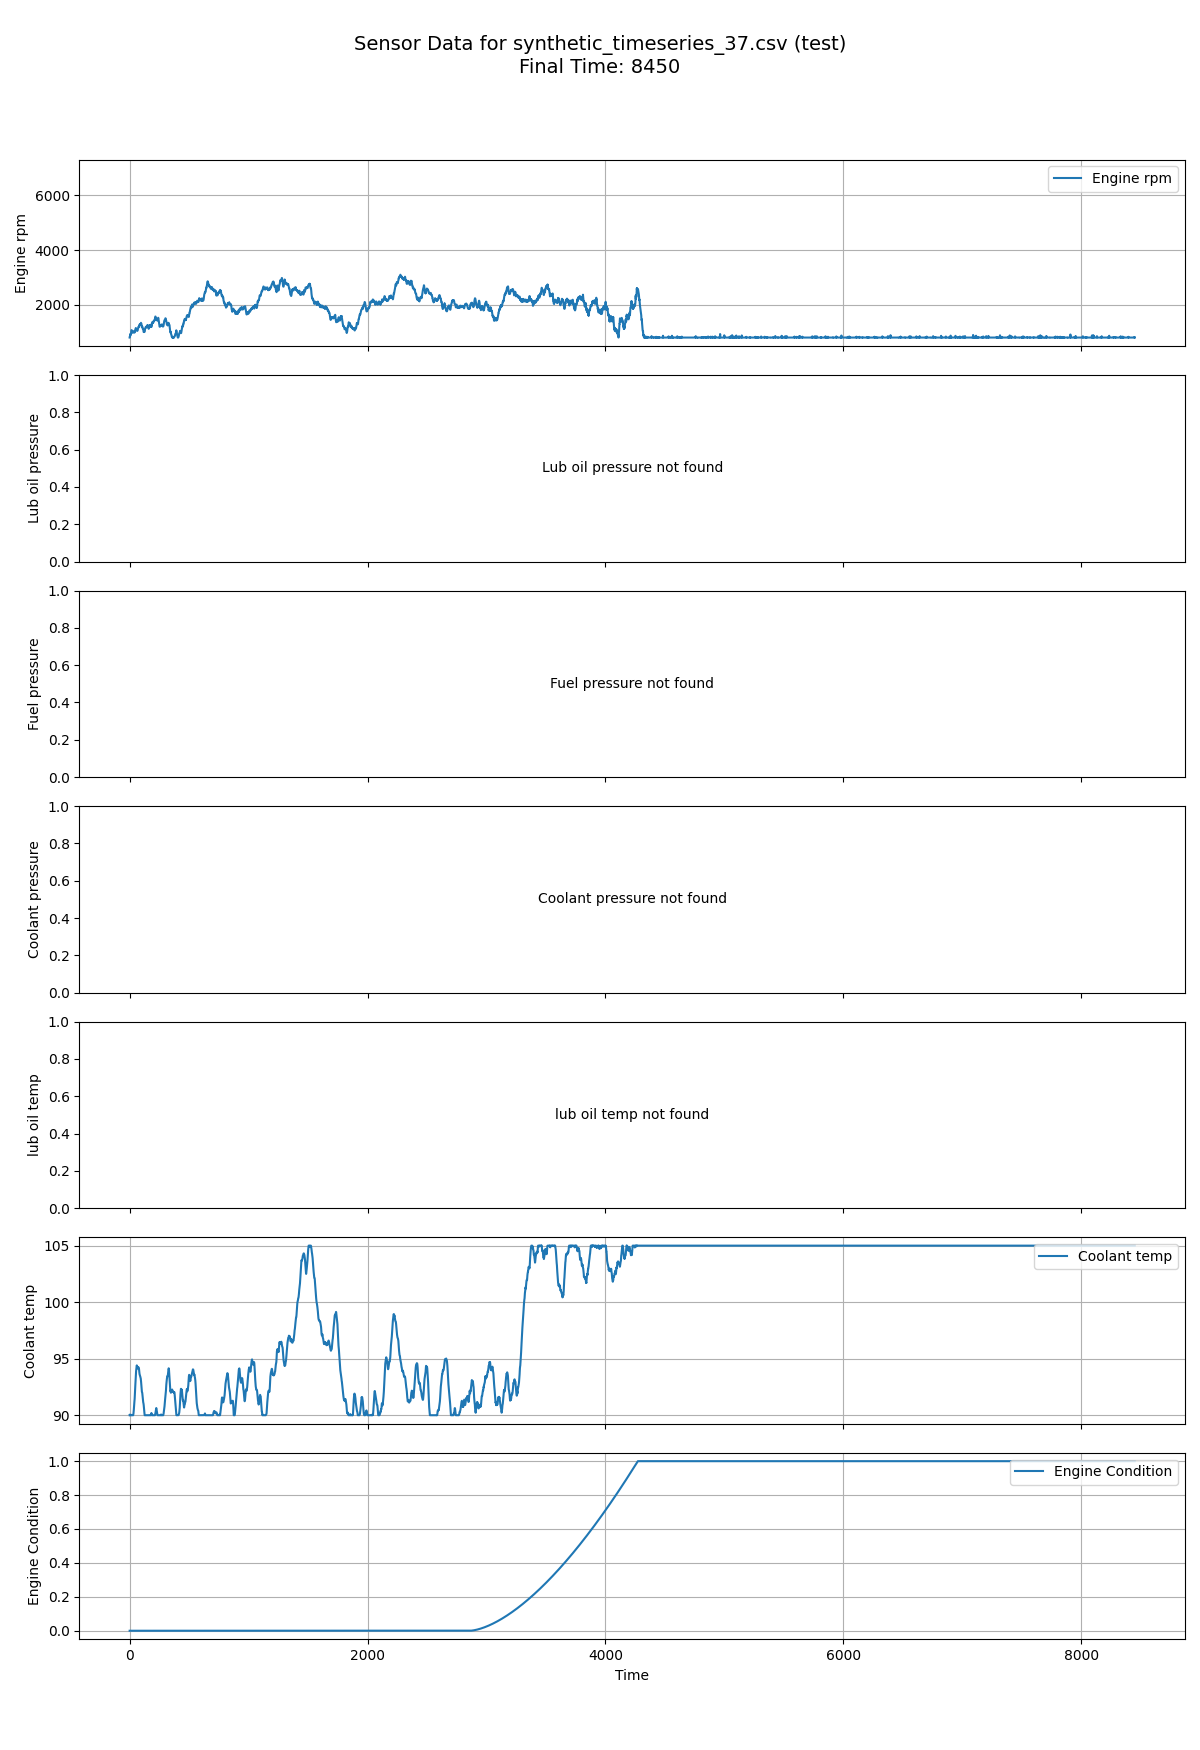 Sensor Data for synthetic_timeseries_37.csv (test)
Final Time: 8450
Engine rpm
6000
4000
2000
Engine rpm
Lub oil pressure
1.0
0.8
0.6
0.4
0.2
0.0
Lub oil pressure not found
Fuel pressure
1.0
0.8
0.6
0.4
0.2
0.0
Fuel pressure not found
Coolant pressure
1.0
0.8
0.6
0.4
0.2
0.0
Coolant pressure not found
lub oil temp
1.0
0.8
0.6
0.4
0.2
0.0
lub oil temp not found
Coolant temp
105
100
95
90
Coolant temp
Engine Condition
1.0
0.8
0.6
0.4
0.2
0.0
Engine Condition
0 2000 4000 6000 8000
Time